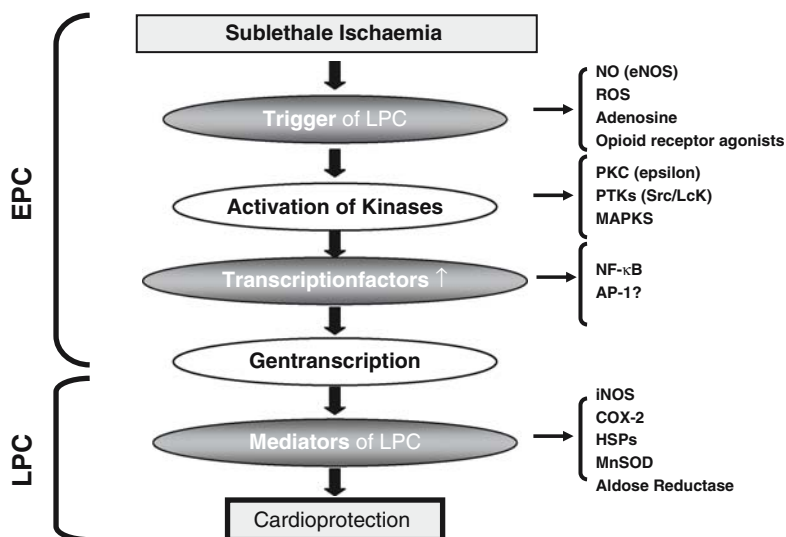 Sublethale Ischaemia
NO (eNOS)
ROS
Trigger of LPC
Adenosine
Opioid receptor agonists
EPC
PKC (epsilon)
Activation of Kinases
PTKs (Src/LcK)
MAPKS
Transcriptionfactors ↑
NF-κB
AP-1?
Gentranscription
LPC
iNOS
COX-2
Mediators of LPC
HSPs
MnSOD
Aldose Reductase
Cardioprotection